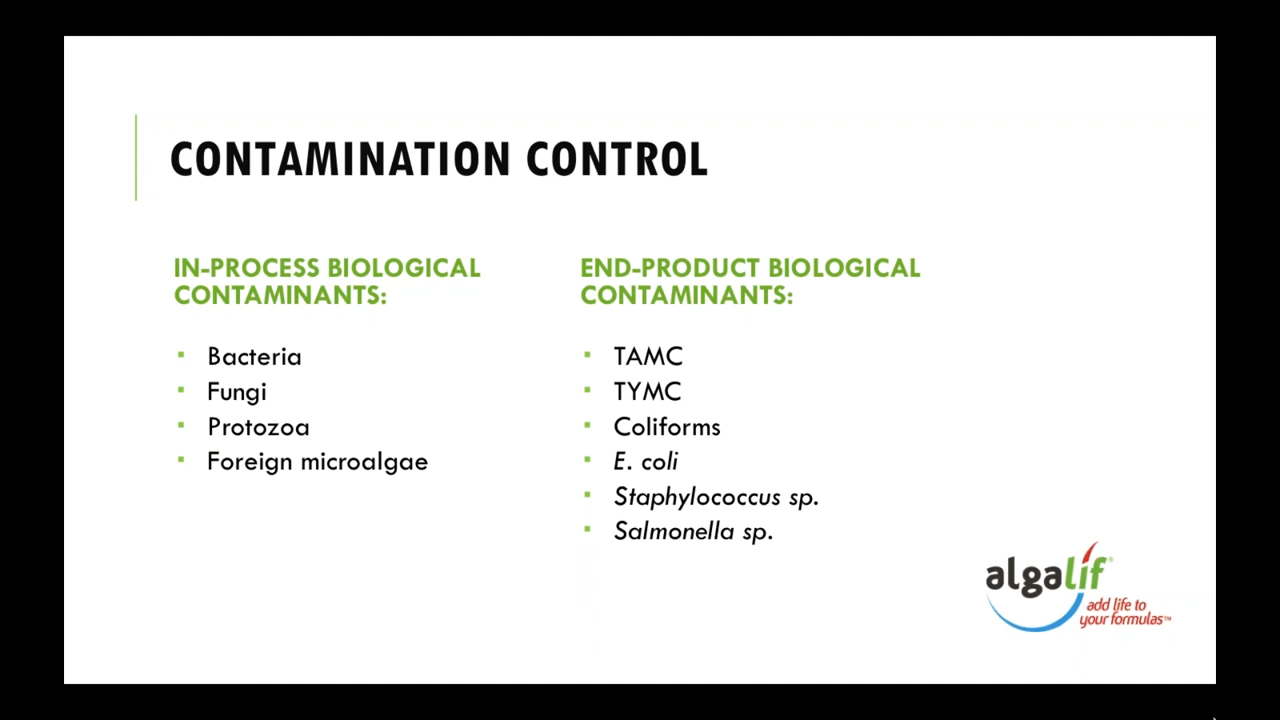 CONTAMINATION CONTROL
IN-PROCESS BIOLOGICAL
CONTAMINANTS:
▪ Bacteria
▪ Fungi
▪ Protozoa
▪ Foreign microalgae
END-PRODUCT BIOLOGICAL
CONTAMINANTS:
▪ TAMC
▪ TYMC
▪ Coliforms
▪ E. coli
▪ Staphylococcus sp.
▪ Salmonella sp.
algalíf®
add life to
your formulas™